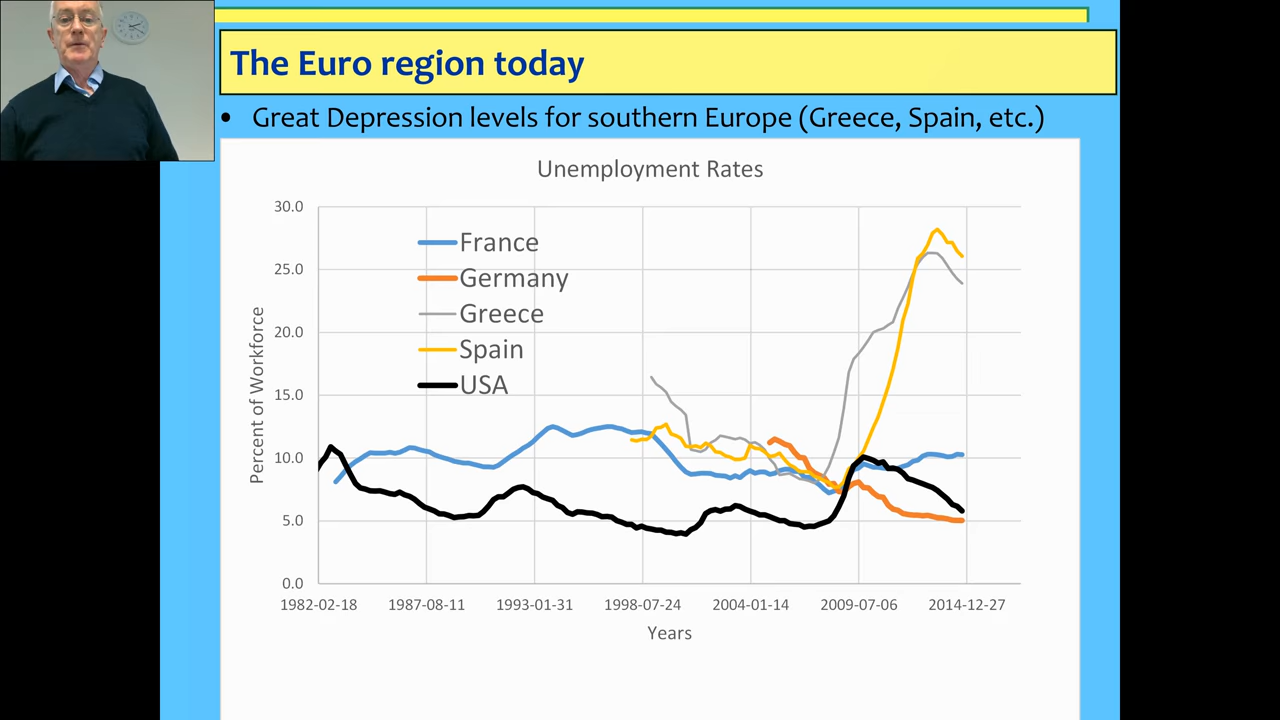 The Euro region today
• Great Depression levels for southern Europe (Greece, Spain, etc.)
Unemployment Rates
30.0
25.0
20.0
15.0
10.0
5.0
0.0
Percent of Workforce
France
Germany
Greece
Spain
USA
1982-02-18 1987-08-11 1993-01-31 1998-07-24 2004-01-14 2009-07-06 2014-12-27
Years